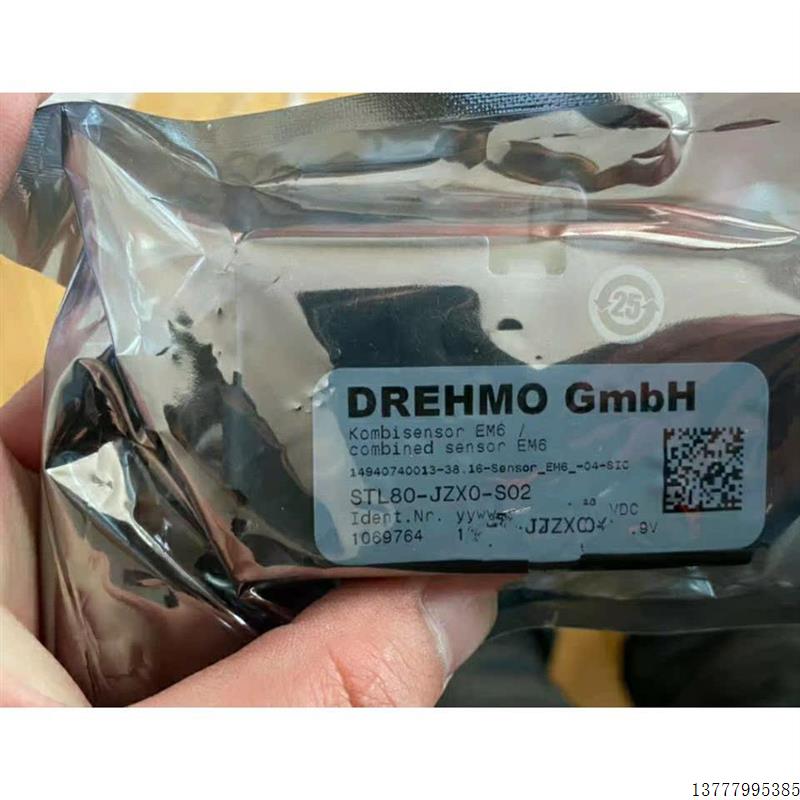 25
DREHMO GmbH
Kombisensor EM6 /
combined sensor EM6
14940740013-38.16-Sensor_EM6_-04-SIC
STL80-JZX0-S02
Ident.Nr. VDC
1069764
13777995385